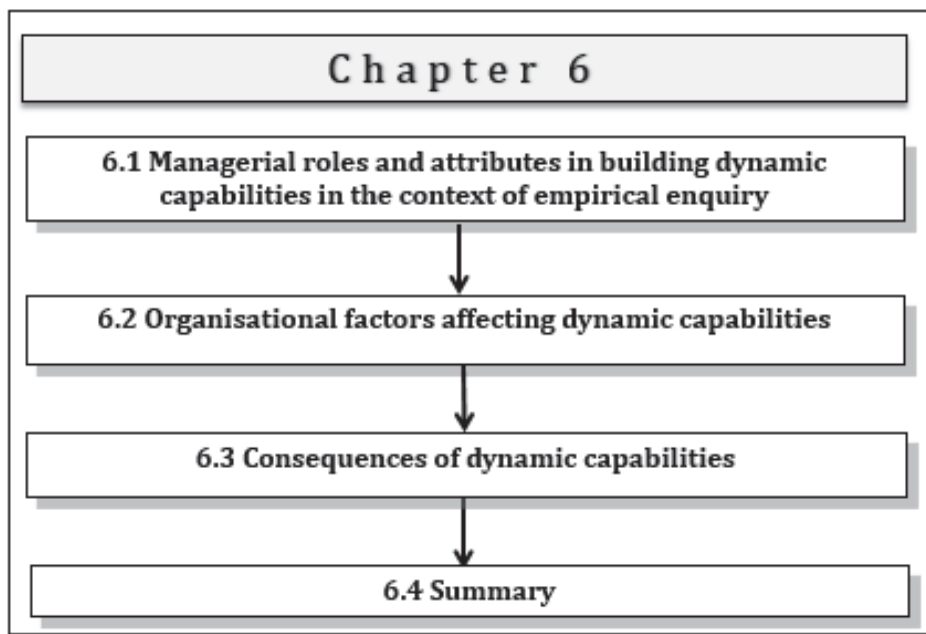 Chapter 6
6.1 Managerial roles and attributes in building dynamic
capabilities in the context of empirical enquiry
6.2 Organisational factors affecting dynamic capabilities
6.3 Consequences of dynamic capabilities
6.4 Summary